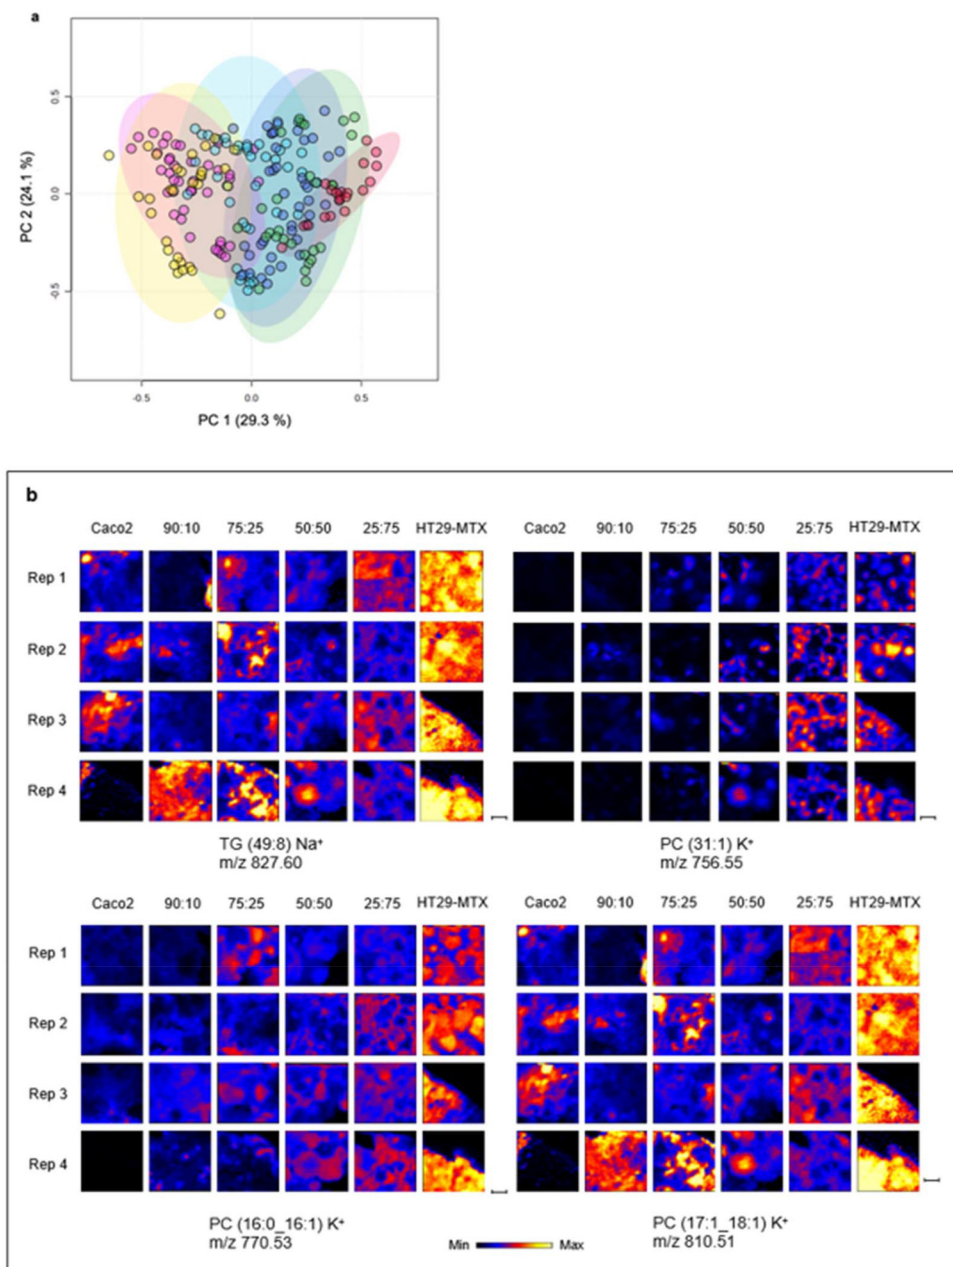 a
PC 2 (24.1 %)
0.5
0.0
-0.5
-0.5
0.0
0.5
PC 1 (29.3 %)
b
Caco2 90:10 75:25 50:50 25:75 HT29-MTX
Caco2 90:10 75:25 50:50 25:75 HT29-MTX
Rep 1
Rep 2
Rep 3
Rep 4
TG (49:8) Na⁺
m/z 827.60
PC (31:1) K⁺
m/z 756.55
Caco2 90:10 75:25 50:50 25:75 HT29-MTX
Caco2 90:10 75:25 50:50 25:75 HT29-MTX
Rep 1
Rep 2
Rep 3
Rep 4
PC (16:0_16:1) K⁺
m/z 770.53
Min Max
PC (17:1_18:1) K⁺
m/z 810.51